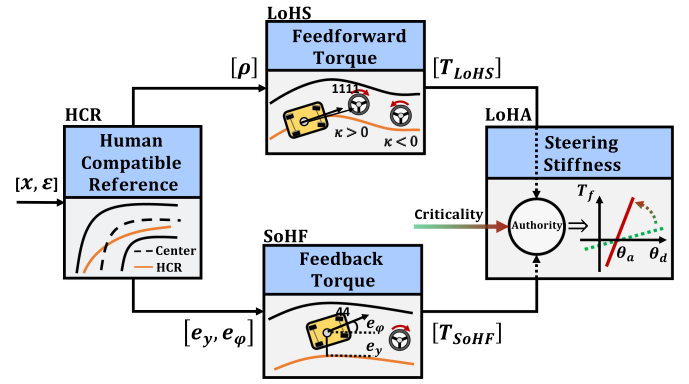 LoHS
Feedforward
Torque
[ρ]
[T_LoHS]
1111
κ > 0
κ < 0
HCR
Human
Compatible
Reference
[x, ε]
Center
HCR
LoHA
Steering
Stiffness
T_f
Criticality
Authority
⇒
θ_a
θ_d
SoHF
Feedback
Torque
[e_y, e_φ]
[T_SoHF]
44
e_φ
e_y